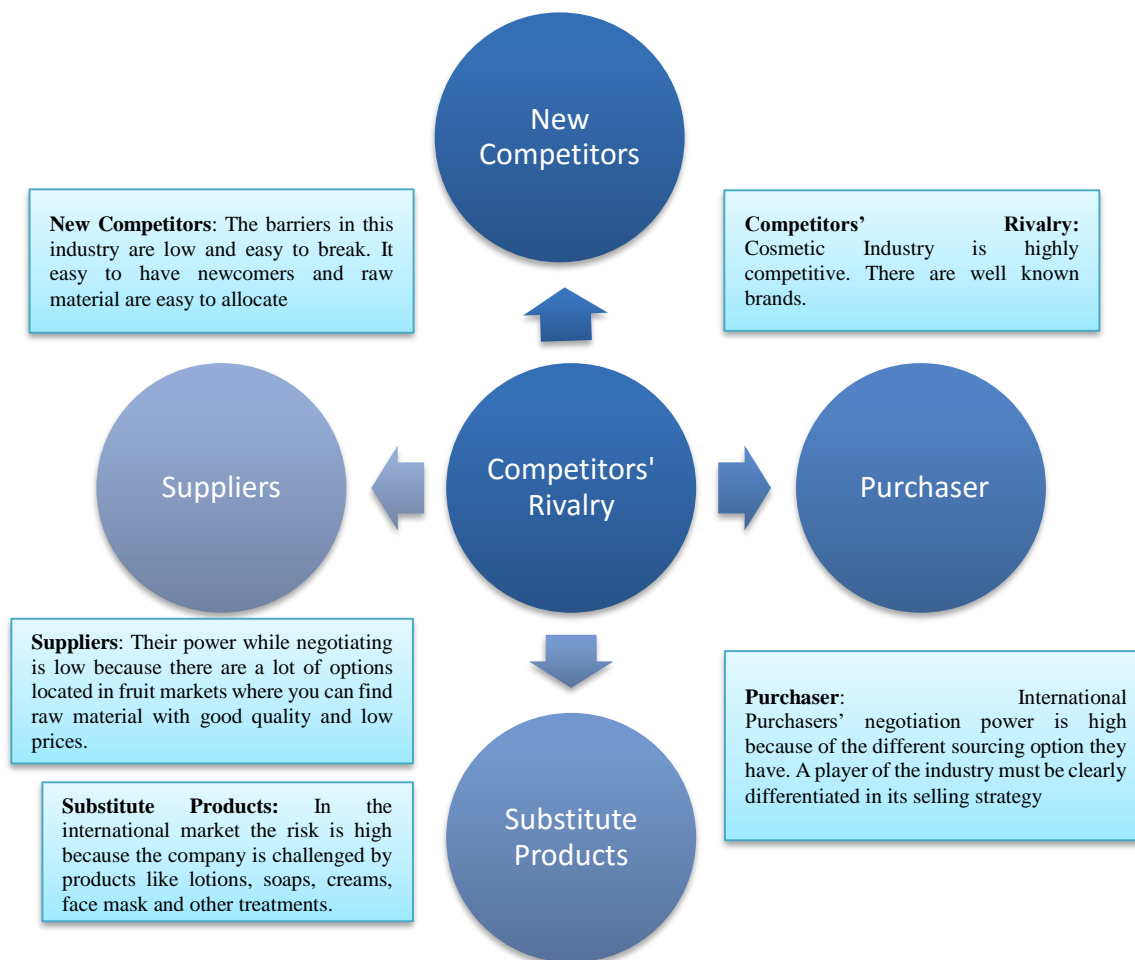 New
Competitors
New Competitors: The barriers in this
industry are low and easy to break. It
easy to have newcomers and raw
material are easy to allocate
Competitors’ Rivalry:
Cosmetic Industry is highly
competitive. There are well known
brands.
Suppliers
Competitors'
Rivalry
Purchaser
Suppliers: Their power while negotiating
is low because there are a lot of options
located in fruit markets where you can find
raw material with good quality and low
prices.
Purchaser: International
Purchasers’ negotiation power is high
because of the different sourcing option they
have. A player of the industry must be clearly
differentiated in its selling strategy
Substitute Products: In the
international market the risk is high
because the company is challenged by
products like lotions, soaps, creams,
face mask and other treatments.
Substitute
Products